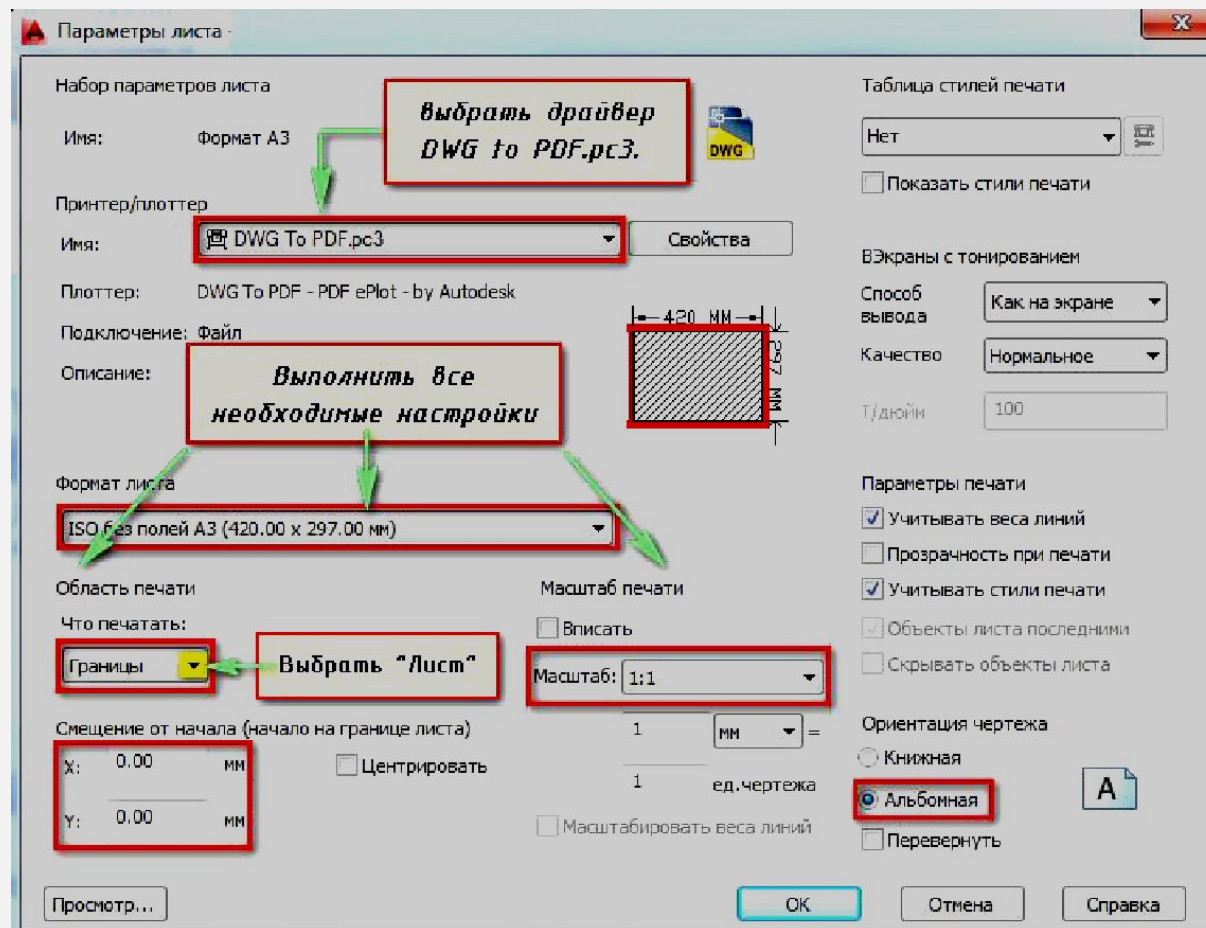 Параметры листа -
Набор параметров листа
Имя: Формат А3
Выбрать драйвер
DWG to PDF.pc3.
DWG
Принтер/плоттер
Имя: DWG To PDF.pc3 Свойства
Плоттер: DWG To PDF - PDF ePlot - by Autodesk
Подключение: Файл
Описание:
Выполнить все
необходимые настройки
420 ММ
297 ММ
Формат листа
ISO без полей A3 (420.00 x 297.00 мм)
Область печати
Что печатать:
Границы
Выбрать "Лист"
Смещение от начала (начало на границе листа)
X: 0.00 мм
Y: 0.00 мм
Центрировать
Масштаб печати
Вписать
Масштаб: 1:1
1 мм =
1 ед.чертежа
Масштабировать веса линий
Таблица стилей печати
Нет
Показать стили печати
ВЭкраны с тонированием
Способ
вывода
Как на экране
Качество Нормальное
Т/дюйм 100
Параметры печати
Учитывать веса линий
Прозрачность при печати
Учитывать стили печати
Объекты листа последними
Скрывать объекты листа
Ориентация чертежа
Книжная
Альбомная
Перевернуть
A
Просмотр... ОК Отмена Справка